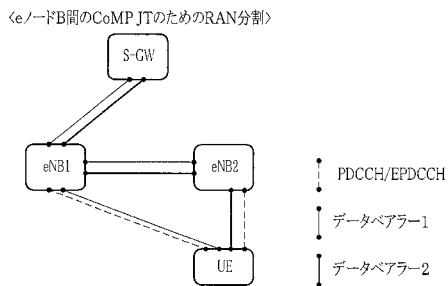 〈eノードB間のCoMP JTのためのRAN分割〉
S-GW
eNB1
eNB2
UE
PDCCH/EPDCCH
データベアラー1
データベアラー2